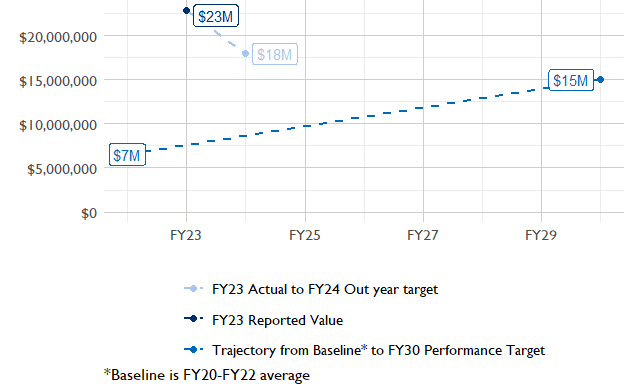 $23M
$20,000,000
$18M
$15,000,000
$15M
$10,000,000
$7M
$5,000,000
$0
FY23 FY25 FY27 FY29
FY23 Actual to FY24 Out year target
FY23 Reported Value
Trajectory from Baseline* to FY30 Performance Target
*Baseline is FY20-FY22 average